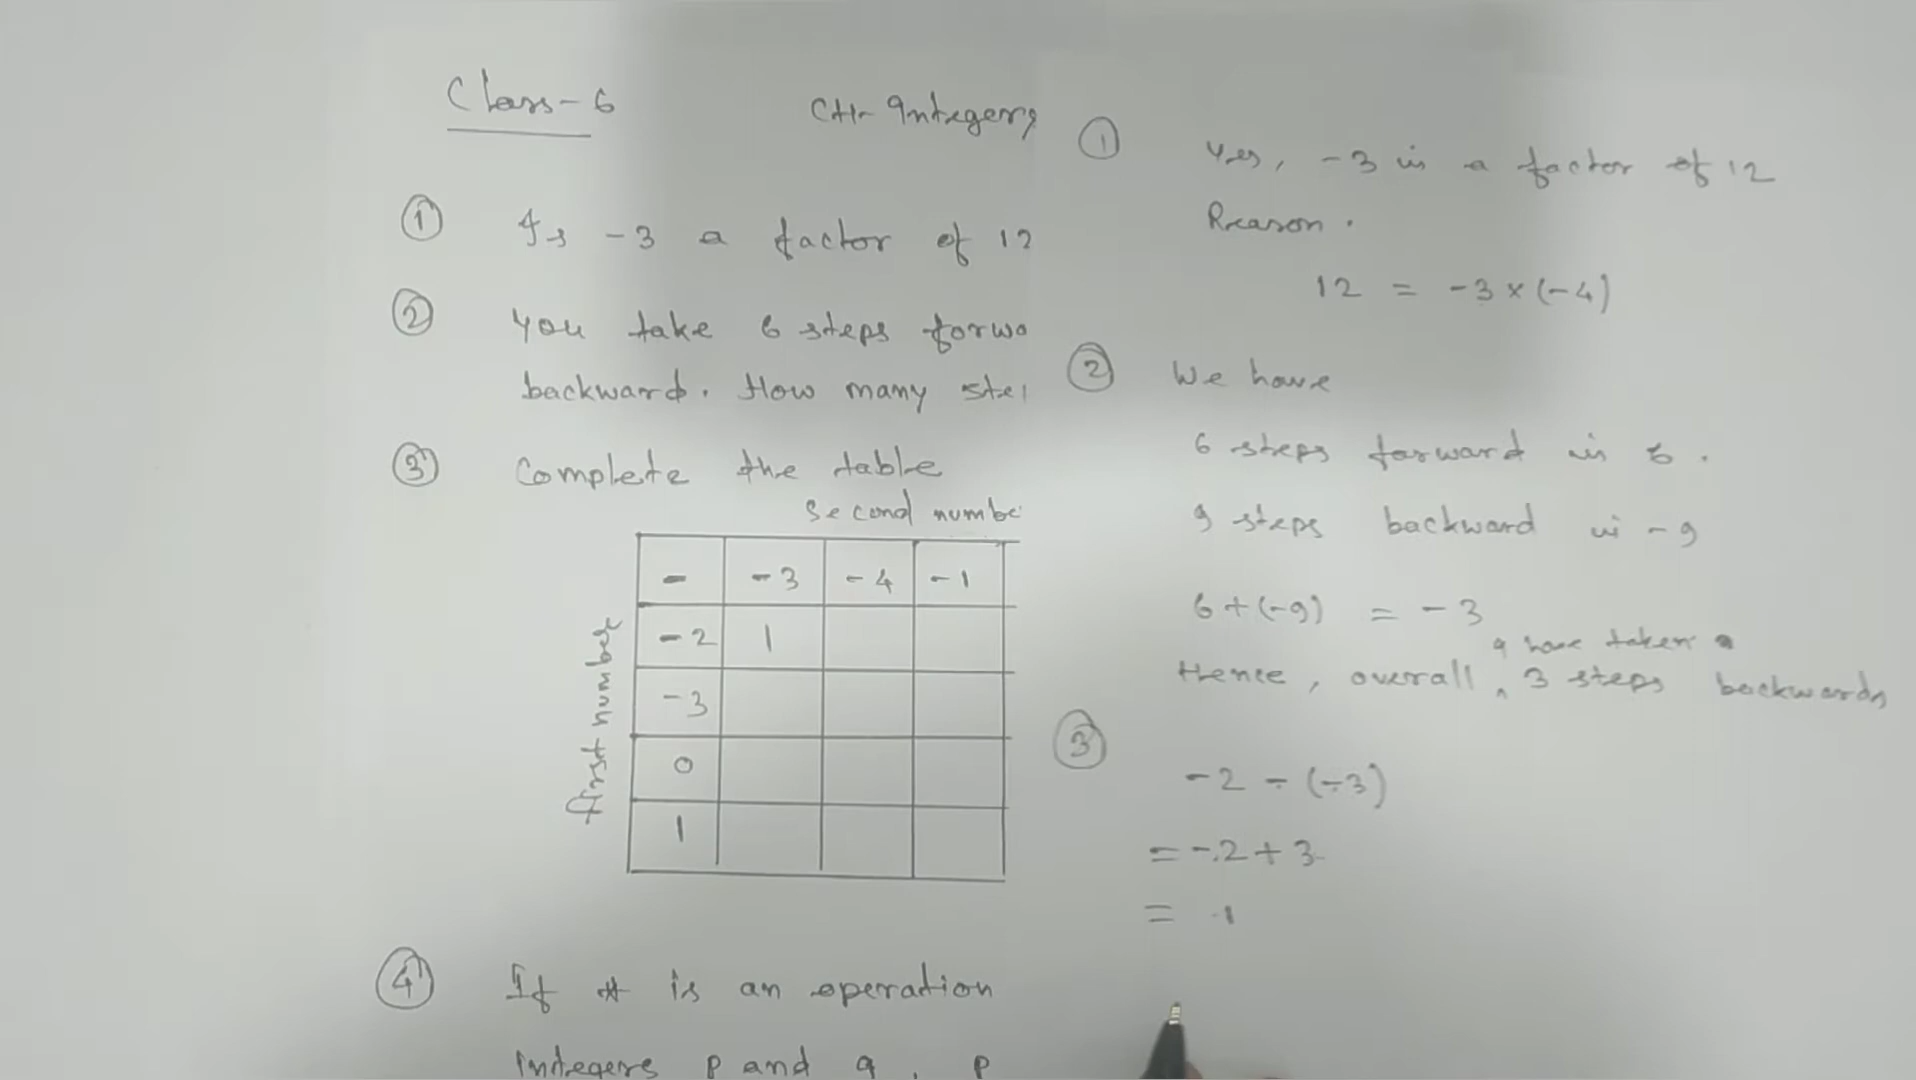 Class-6
CH- Integers
① Is -3 a factor of 12
② You take 6 steps forwa
backward. How many ste
③ Complete the table
second numbe
First number
- -3 -4 -1
-2 1
-3
0
1
④ If * is an operation
Integers p and q, p
① Yes, -3 is a factor of 12
Reason.
12 = -3 × (-4)
② We have
6 steps forward is 6.
9 steps backward is -9
6 + (-9) = -3
I have taken
Hence, overall, 3 steps backwards
③ -2 - (-3)
= -2 + 3
= 1